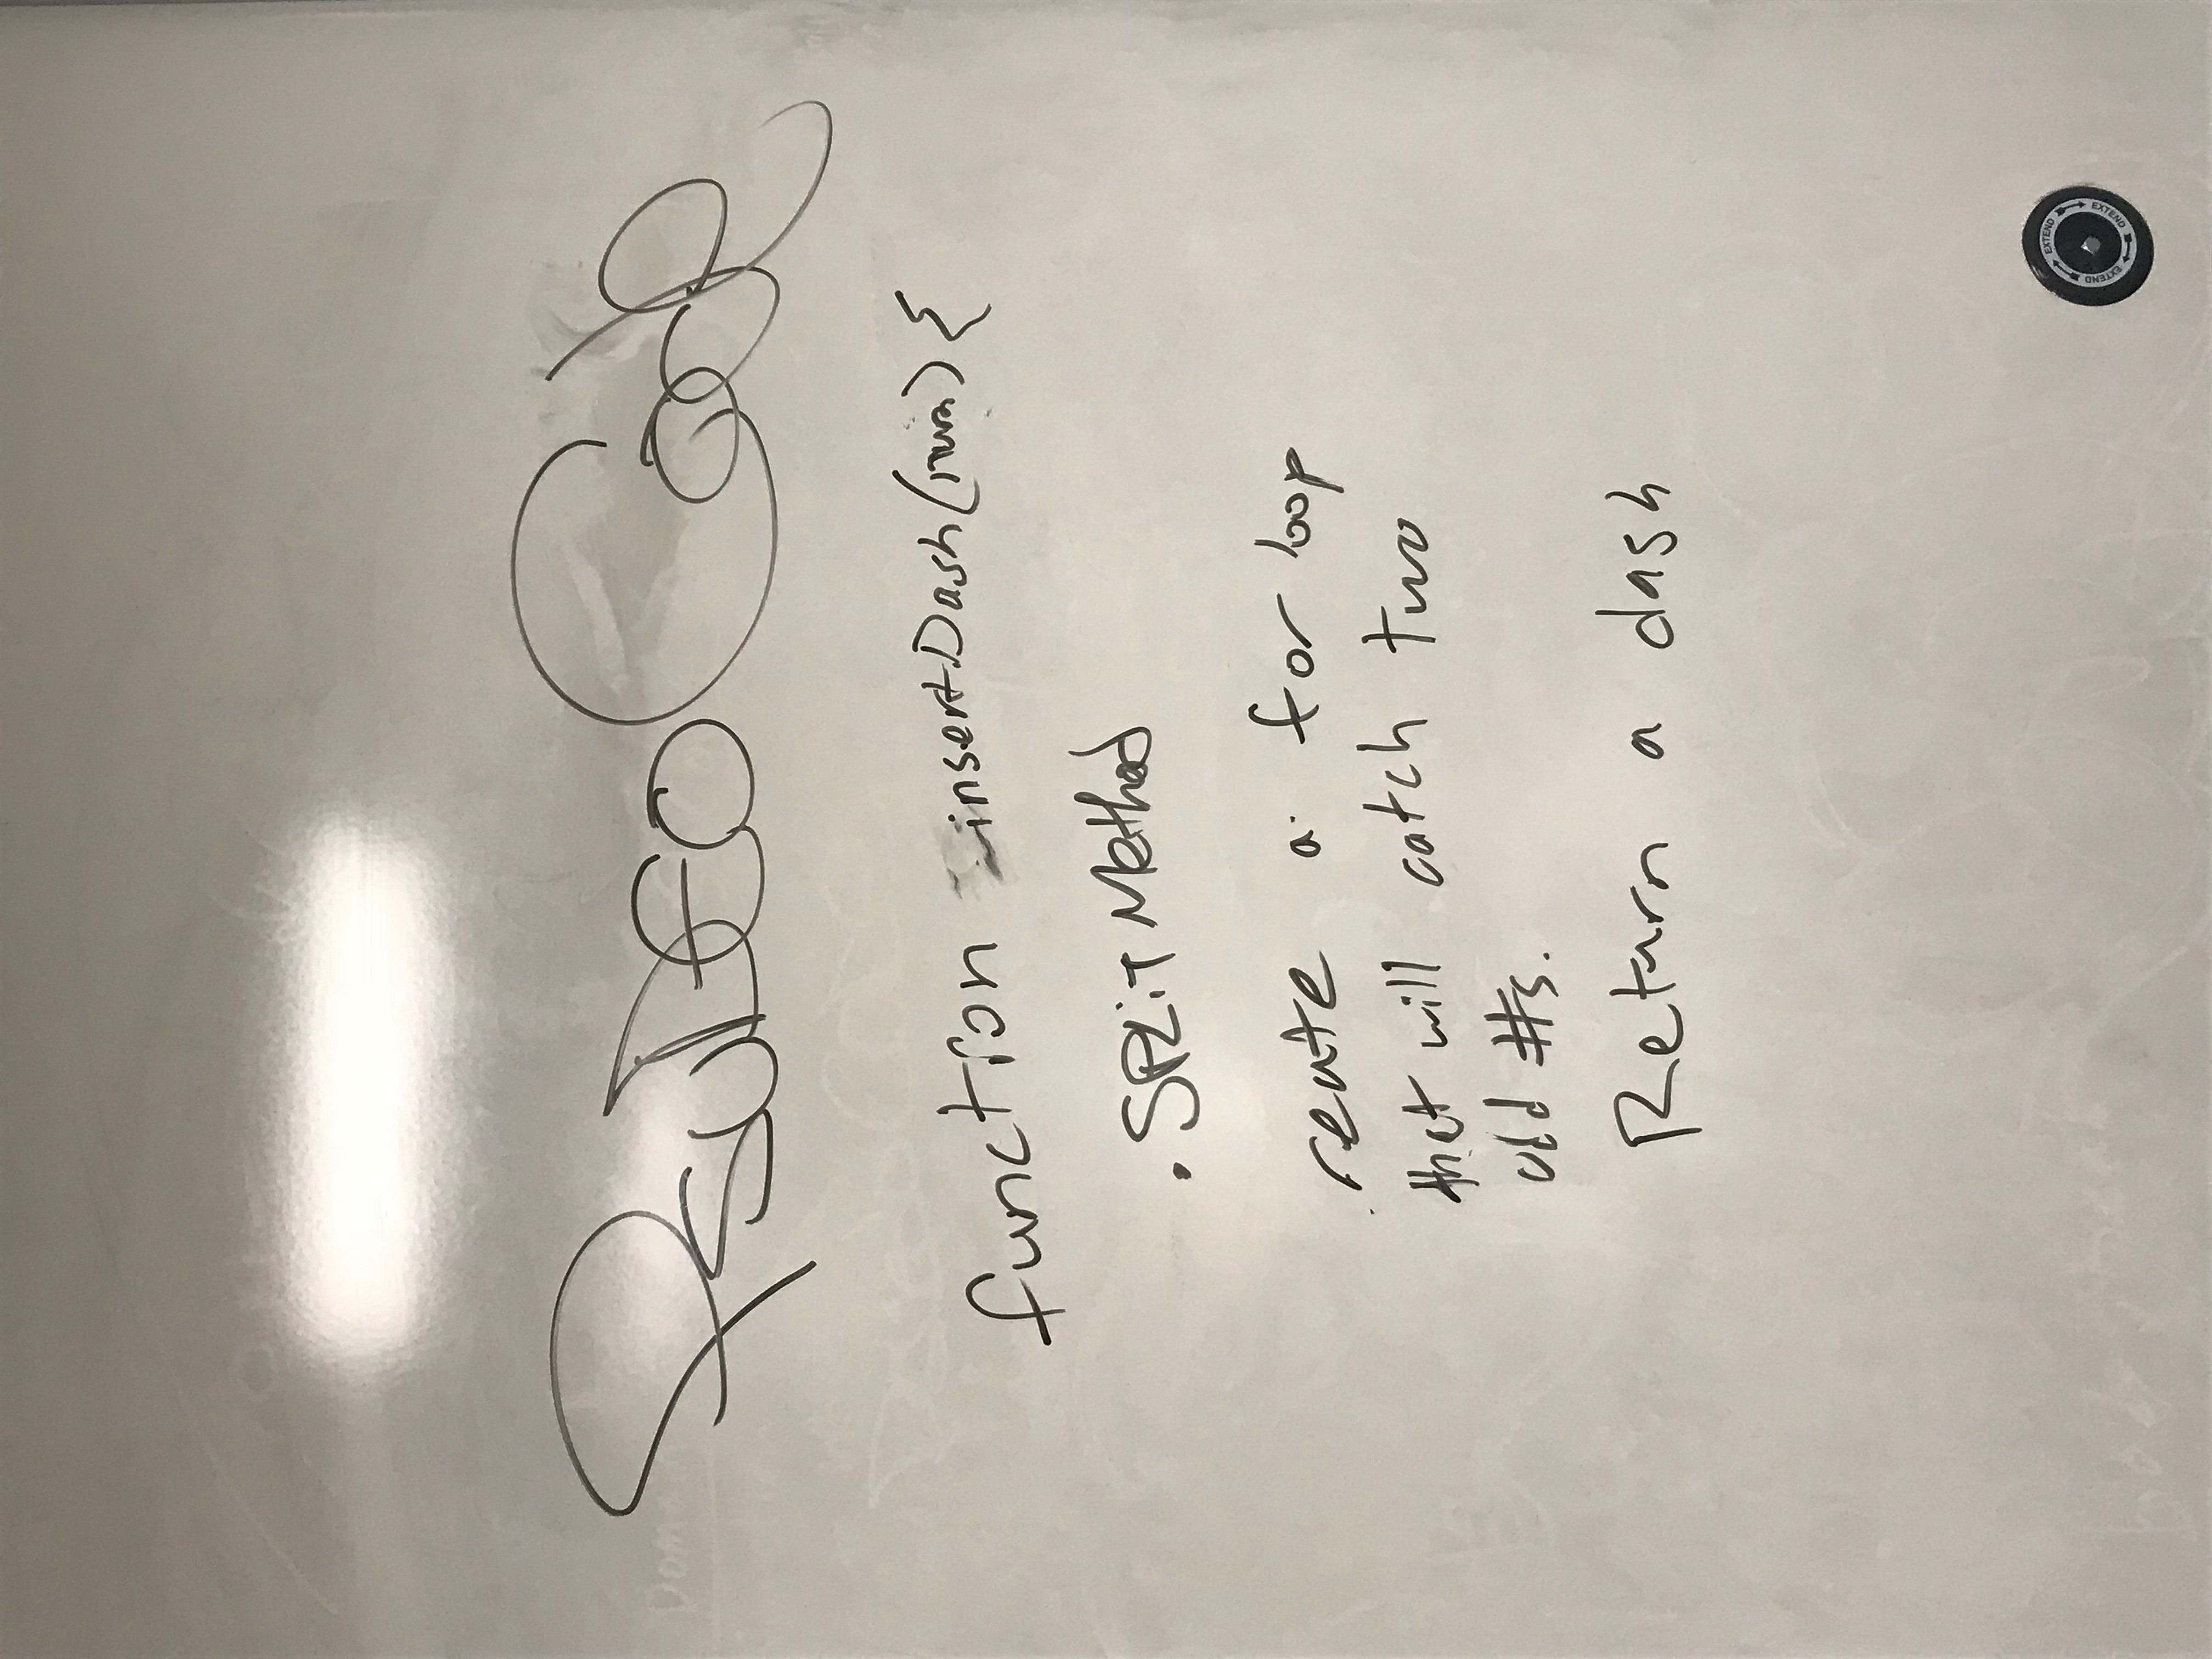 PsuDEO Code
function insertDash(num) {
.SPLiT Method
reate a for loop
that will catch two
odd #s.
Return a dash
EXTEND EXTEND EXTEND